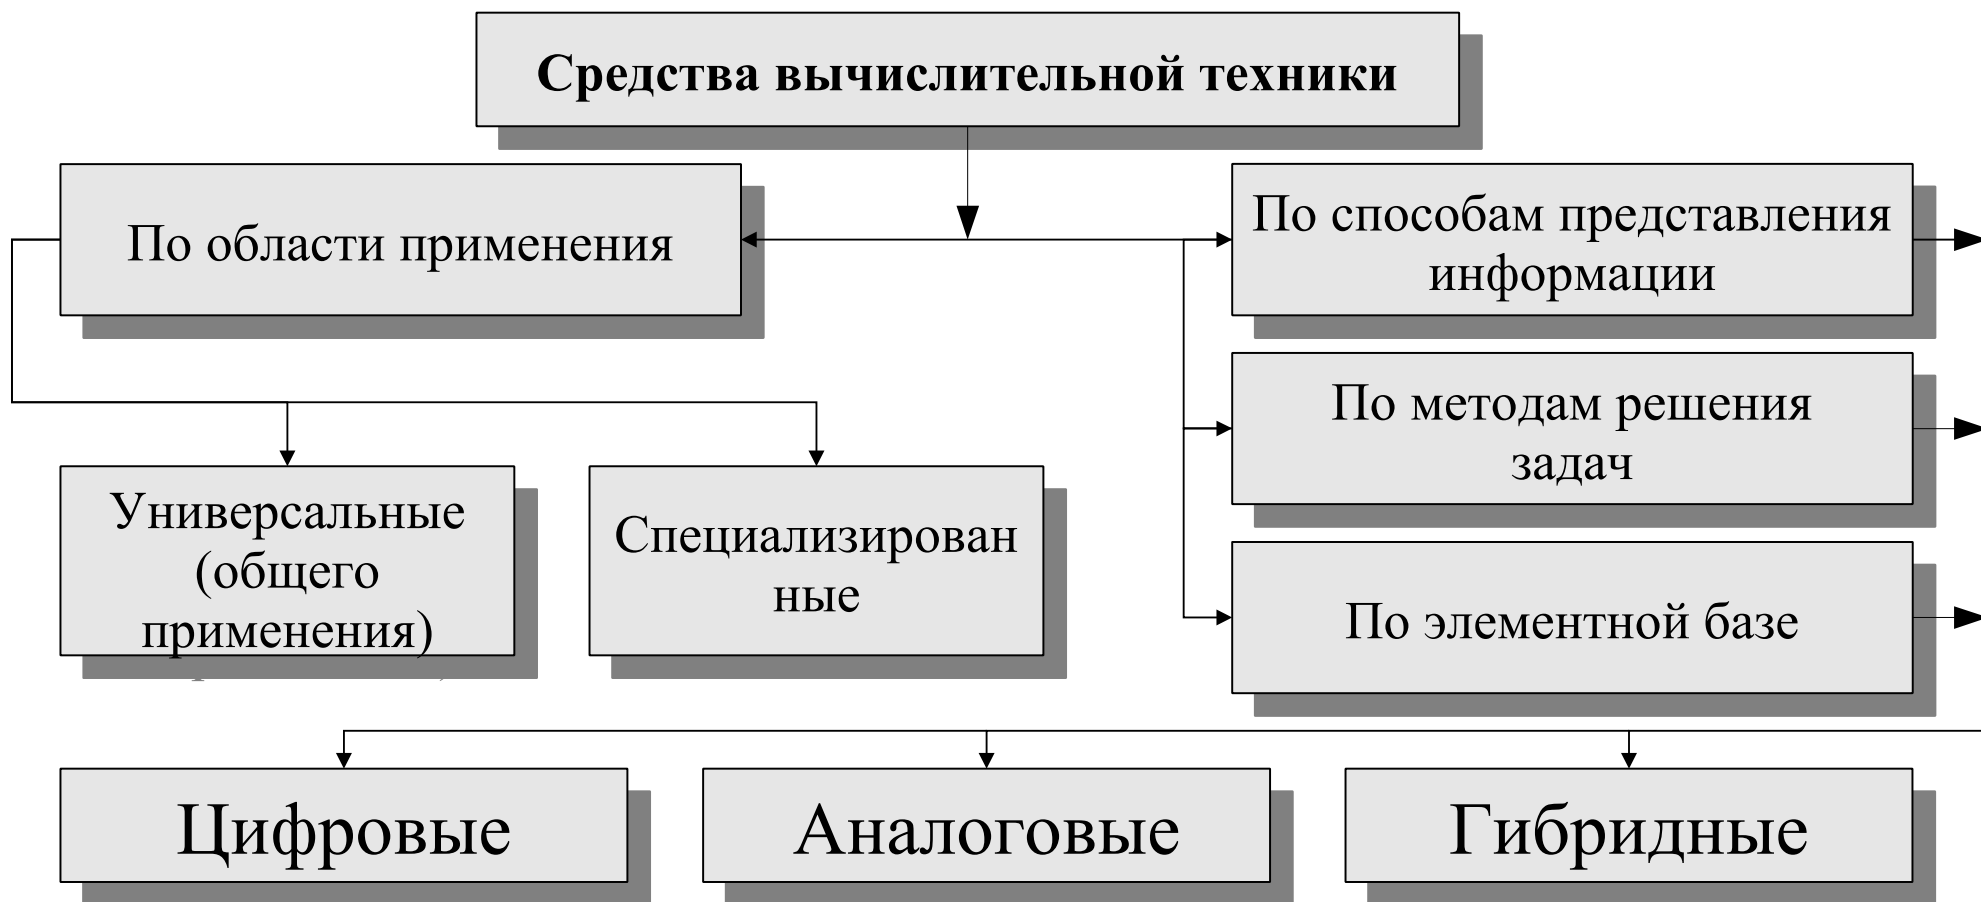 Средства вычислительной техники
По области применения
По способам представления
информации
По методам решения
задач
Универсальные
(общего
применения)
Специализирован
ные
По элементной базе
Цифровые
Аналоговые
Гибридные